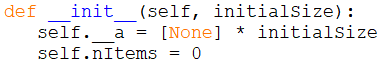 def __init__(self, initialSize):
   self.__a = [None] * initialSize
   self.nItems = 0